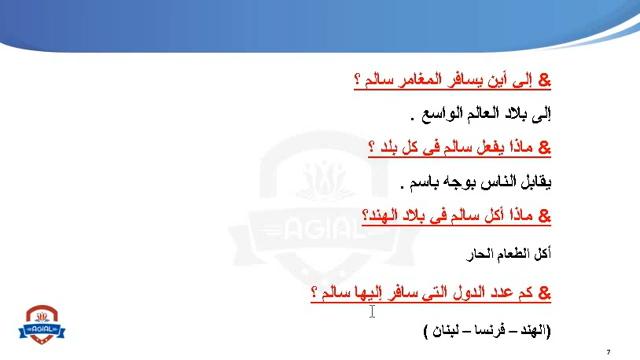 & إلى أين يسافر المغامر سالم ؟
إلى بلاد العالم الواسع .
& ماذا يفعل سالم في كل بلد ؟
يقابل الناس بوجه باسم .
& ماذا أكل سالم في بلاد الهند؟
أكل الطعام الحار
& كم عدد الدول التي سافر إليها سالم ؟
(الهند – فرنسا – لبنان )
AGIAL
AGIAL
7